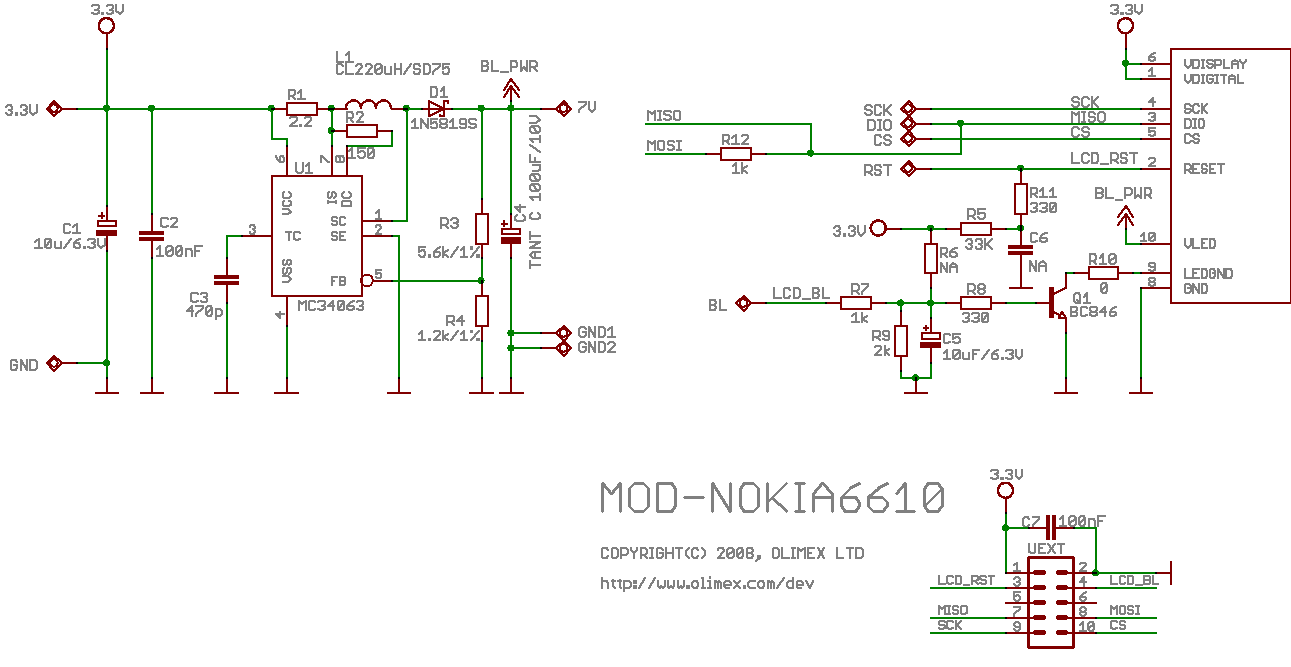 3.3V
3.3V
L1
CL220uH/SD75
BL_PWR
6 VDISPLAY
1 VDIGITAL
3.3V
R1
2.2
R2
150
D1
1N5819S
7V
SCK
SCK
4 SCK
MISO
DIO
MISO
3 DIO
CS
CS
5 CS
MOSI
R12
1k
RST
LCD_RST
2 RESET
6
7
8
U1
VCC
IS
DC
SC 1
SE 2
3 TC
VSS
FB 5
4
MC34063
C1
10u/6.3V
C2
100nF
C3
470p
R3
5.6k/1%
R4
1.2k/1%
C4
TANT C 100uF/10V
GND1
GND2
GND
R11
330
BL_PWR
3.3V
R5
33K
C6
NA
R6
NA
10 VLED
R10
0
9 LEDGND
8 GND
BL
LCD_BL
R7
1k
R8
330
Q1
BC846
R9
2k
C5
10uF/6.3V
MOD-NOKIA6610
COPYRIGHT(C) 2008, OLIMEX LTD
http://www.olimex.com/dev
3.3V
C7
100nF
UEXT
1 2
LCD_RST 3 4 LCD_BL
5 6
MISO 7 8 MOSI
SCK 9 10 CS